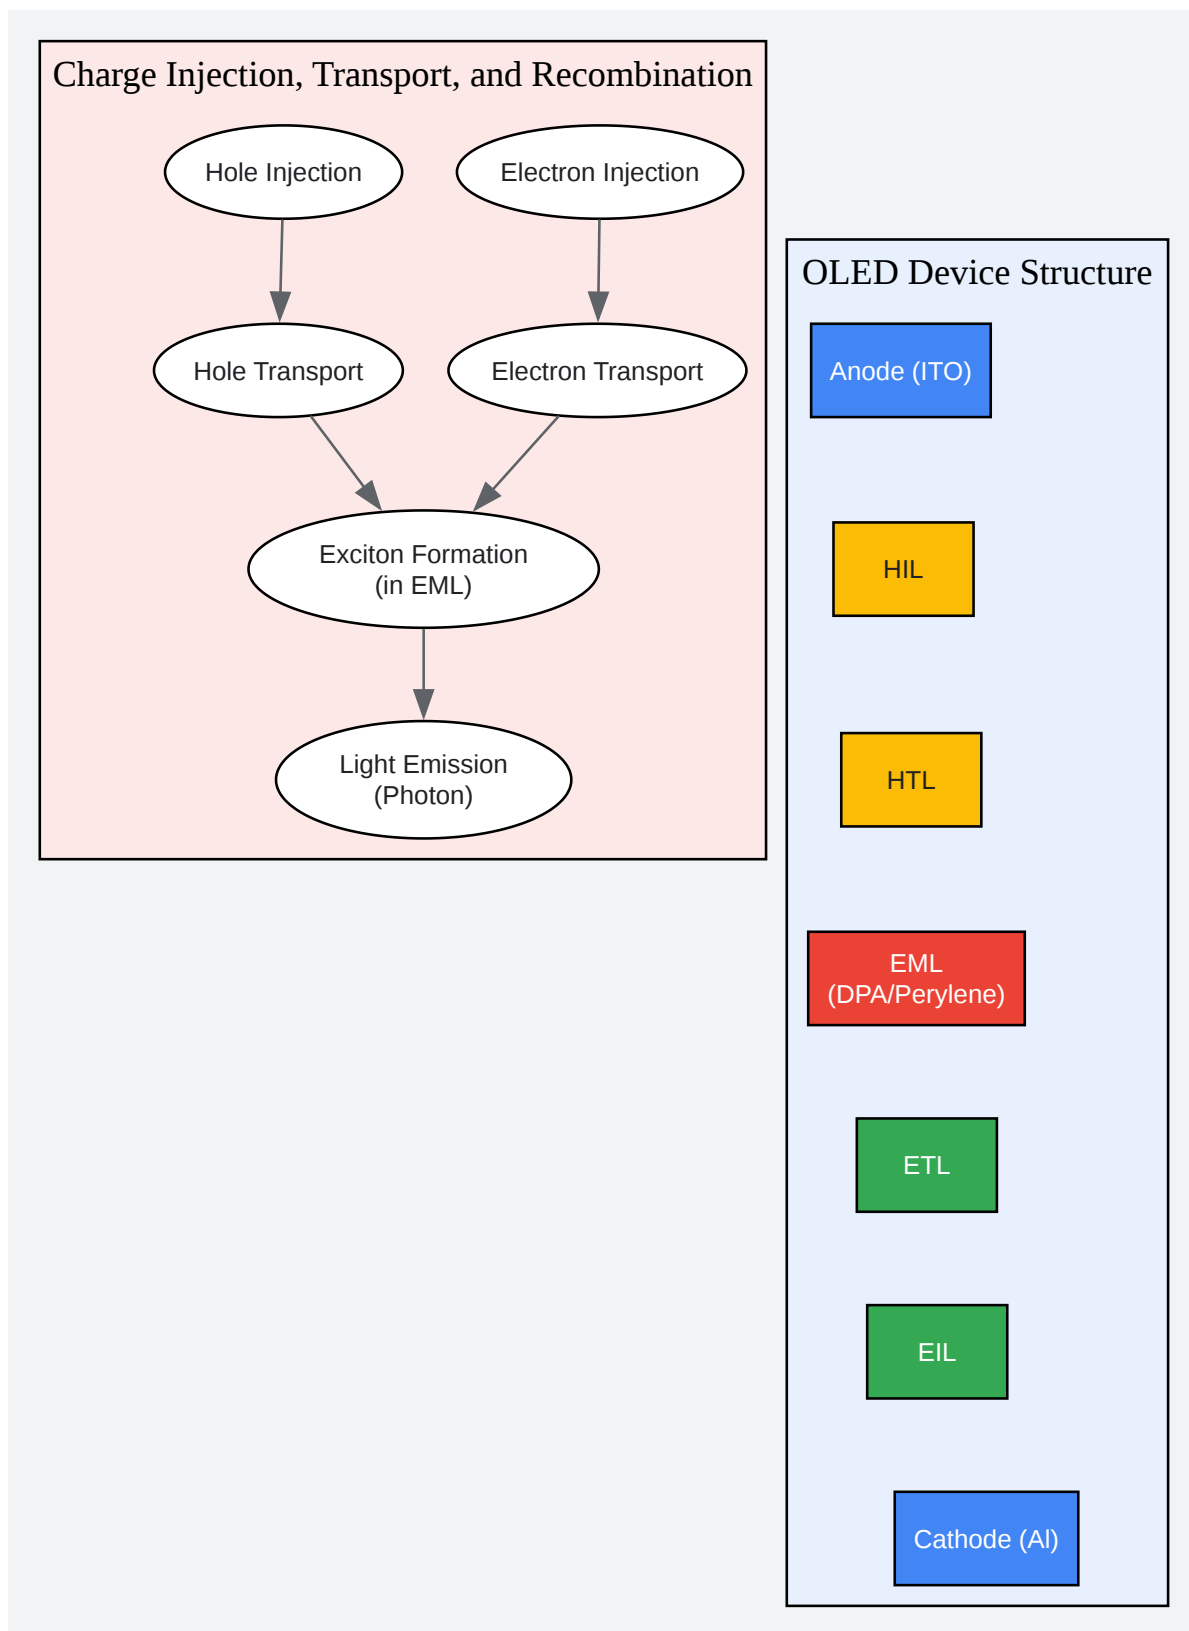 Charge Injection, Transport, and Recombination
Hole Injection
Electron Injection
Hole Transport
Electron Transport
Exciton Formation
(in EML)
Light Emission
(Photon)
OLED Device Structure
Anode (ITO)
HIL
HTL
EML
(DPA/Perylene)
ETL
EIL
Cathode (Al)